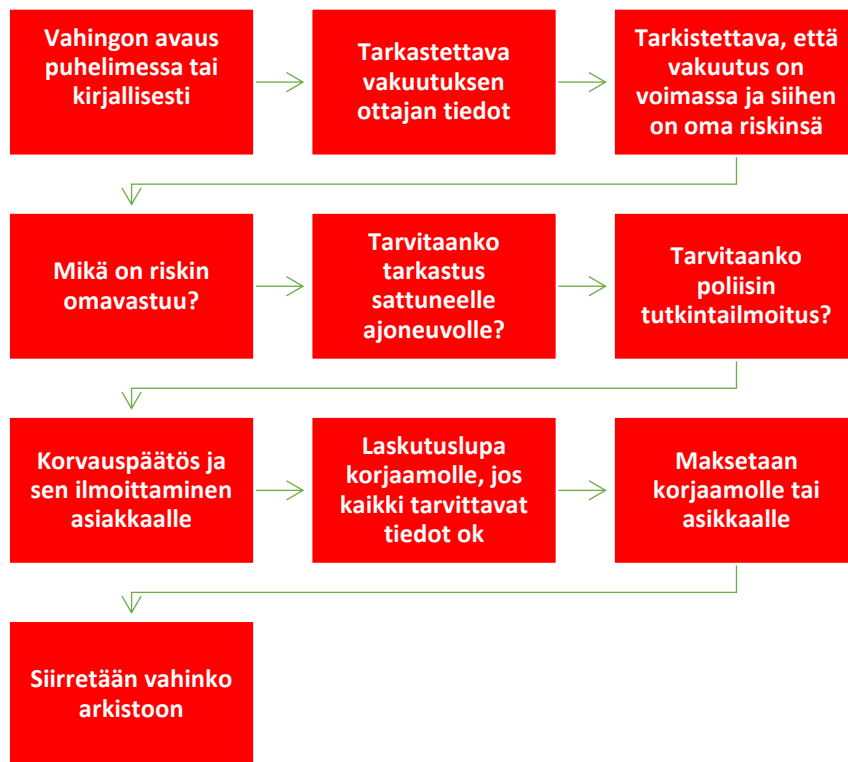 Vahingon avaus
puhelimessa tai
kirjallisesti
Tarkastettava
vakuutuksen
ottajan tiedot
Tarkistettava, että
vakuutus on
voimassa ja siihen
on oma riskinsä
Mikä on riskin
omavastuu?
Tarvitaanko
tarkastus
sattuneelle
ajoneuvolle?
Tarvitaanko
poliisin
tutkintailmoitus?
Korvauspäätös ja
sen ilmoittaminen
asiakkaalle
Laskutuslupa
korjaamolle, jos
kaikki tarvittavat
tiedot ok
Maksetaan
korjaamolle tai
asikkaalle
Siirretään vahinko
arkistoon